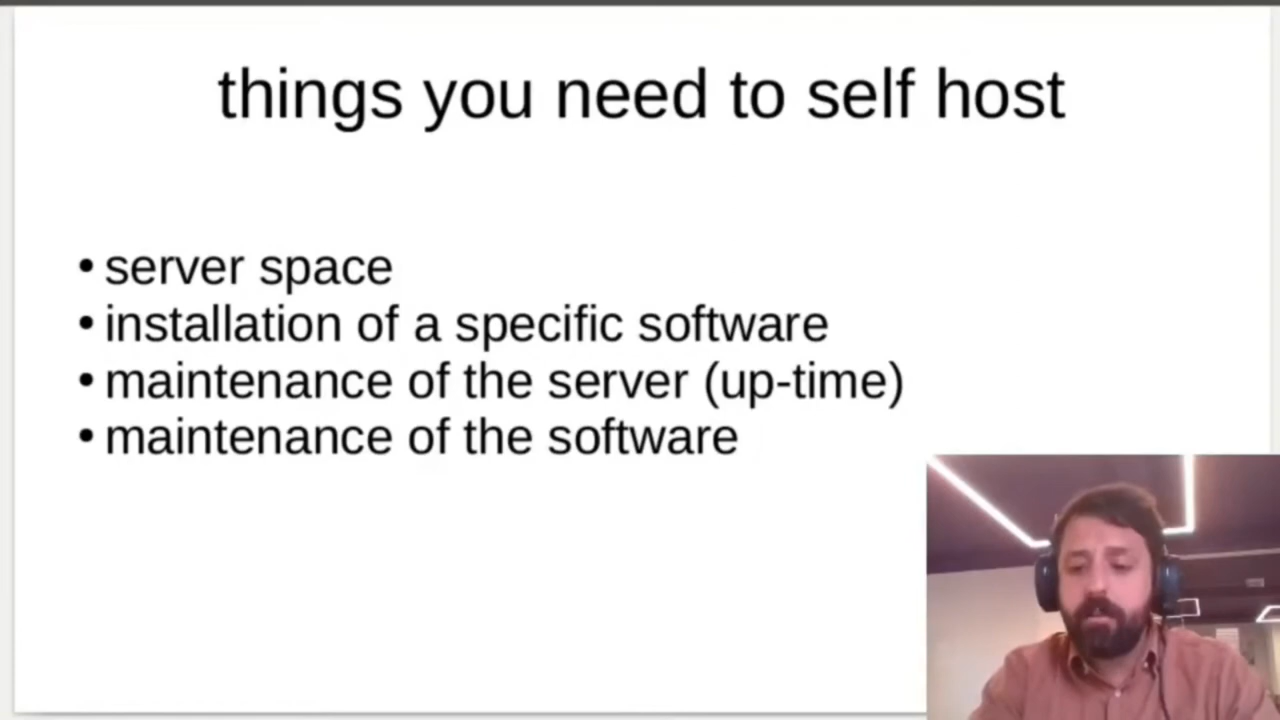 things you need to self host
• server space
• installation of a specific software
• maintenance of the server (up-time)
• maintenance of the software